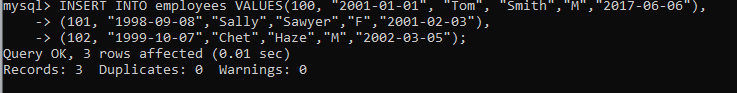 mysql> INSERT INTO employees VALUES(100, "2001-01-01", "Tom", "Smith","M","2017-06-06"),
    -> (101, "1998-09-08","Sally","Sawyer","F","2001-02-03"),
    -> (102, "1999-10-07","Chet","Haze","M","2002-03-05");
Query OK, 3 rows affected (0.01 sec)
Records: 3  Duplicates: 0  Warnings: 0